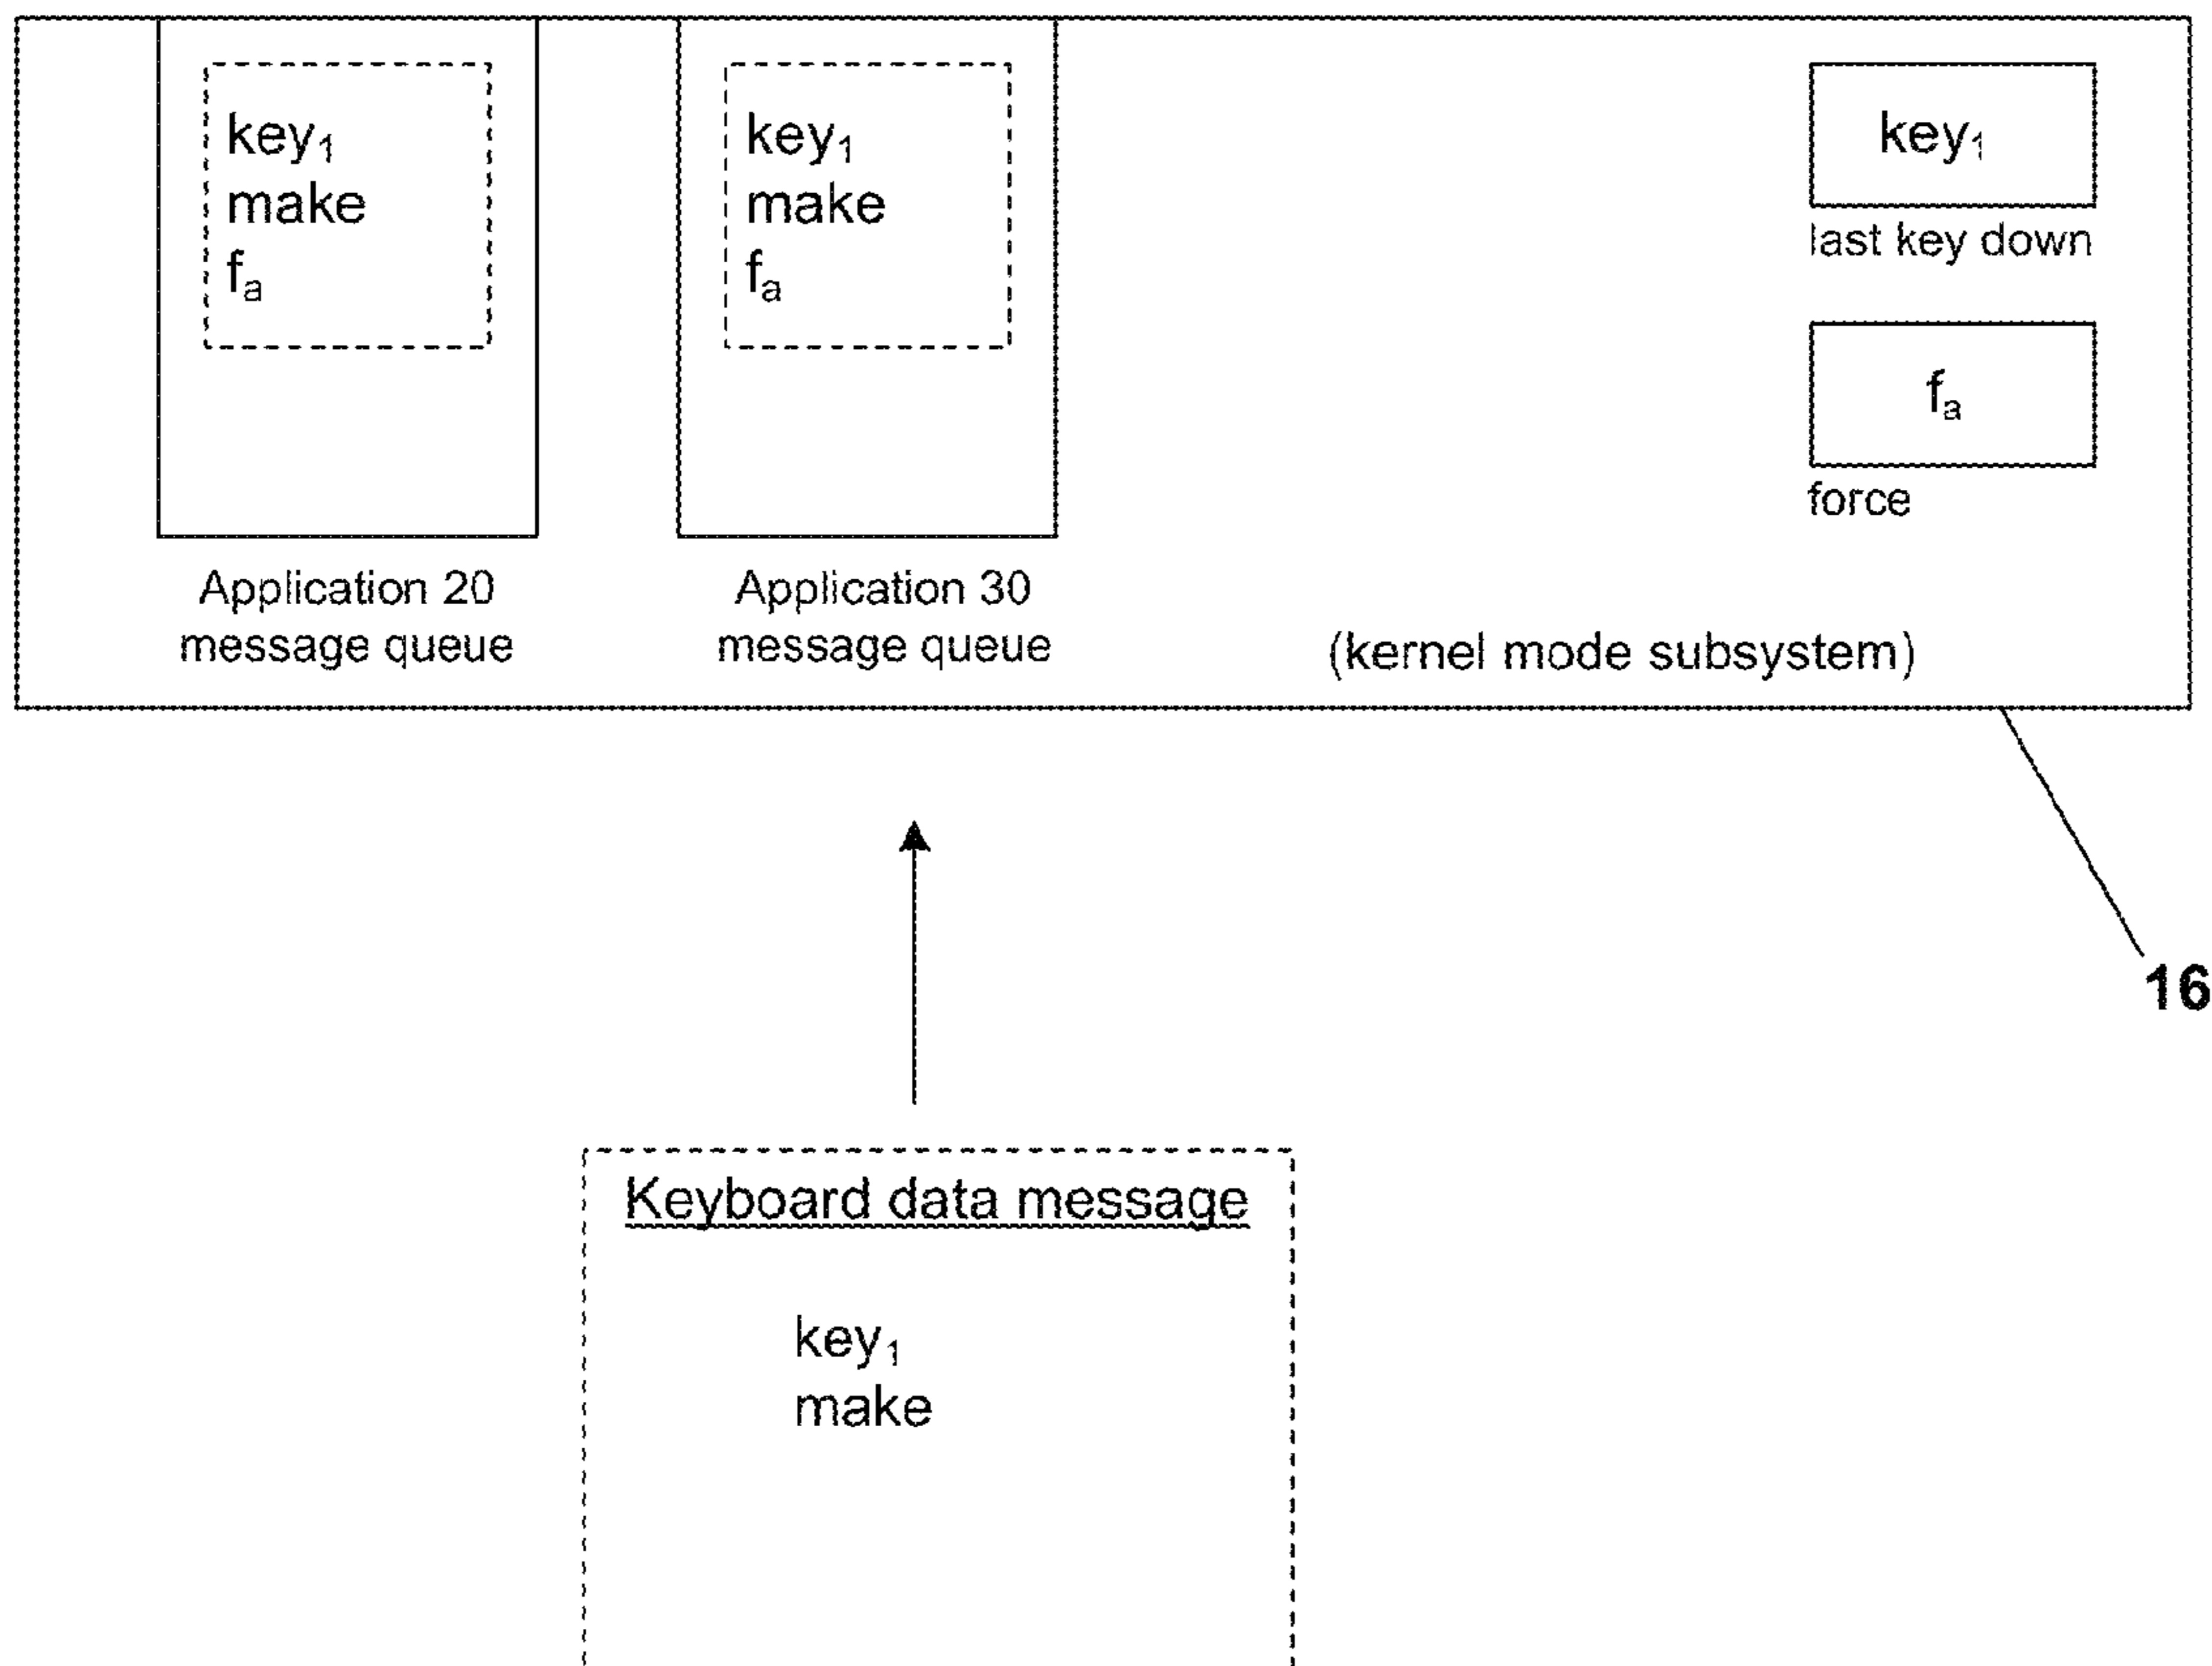 key₁
make
fₐ
key₁
make
fₐ
key₁
last key down
fₐ
force
Application 20
message queue
Application 30
message queue
(kernel mode subsystem)
16
Keyboard data message
key₁
make